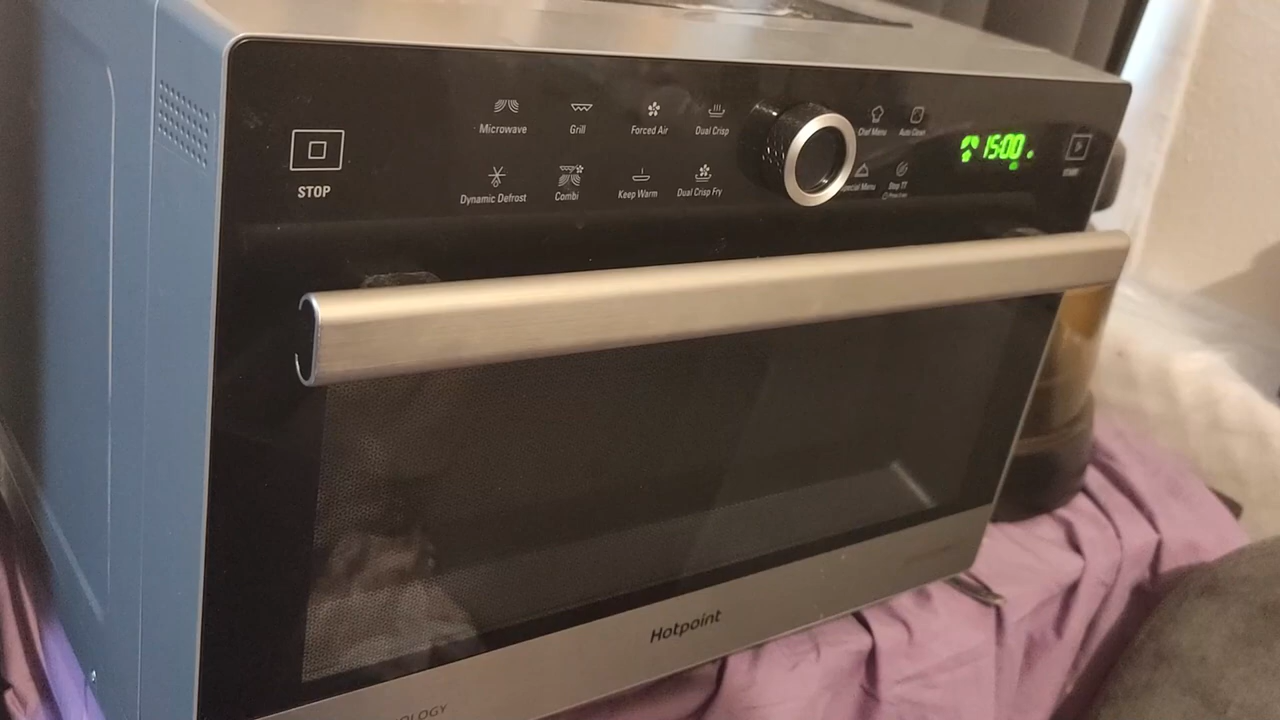 Microwave
Grill
Forced Air
Dual Crisp
Chef Menu
Auto Clean
15:00
STOP
Dynamic Defrost
Combi
Keep Warm
Dual Crisp Fry
Special Menu
Hotpoint
OLOGY